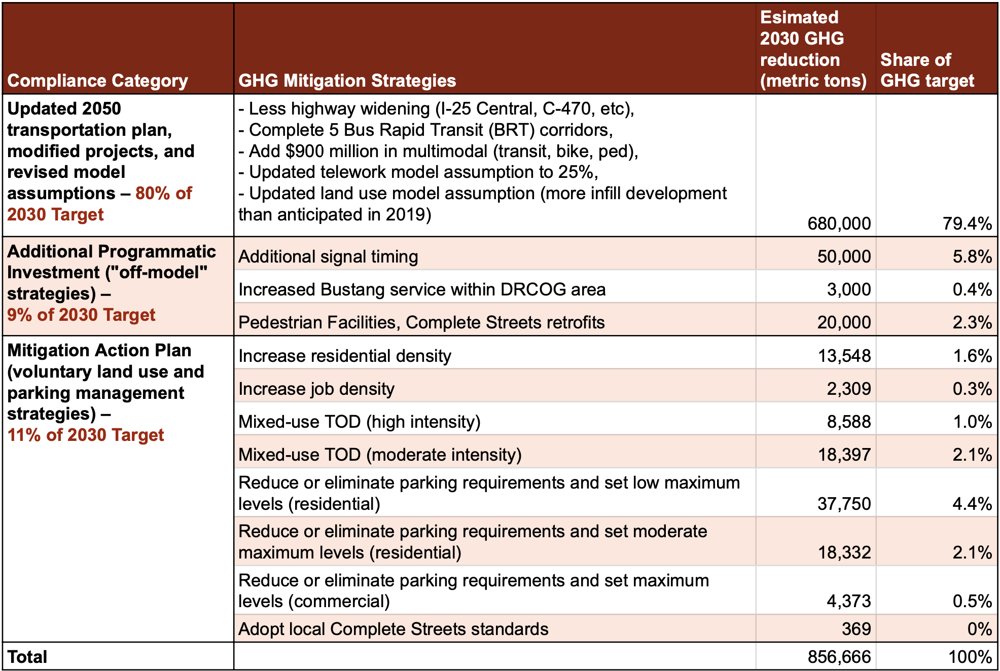 Compliance Category
GHG Mitigation Strategies
Esimated
2030 GHG
reduction
(metric tons)
Share of
GHG target
Updated 2050
transportation plan,
modified projects, and
revised model
assumptions – 80% of
2030 Target
- Less highway widening (I-25 Central, C-470, etc),
- Complete 5 Bus Rapid Transit (BRT) corridors,
- Add $900 million in multimodal (transit, bike, ped),
- Updated telework model assumption to 25%,
- Updated land use model assumption (more infill development
than anticipated in 2019)
680,000
79.4%
Additional Programmatic
Investment ("off-model"
strategies) –
9% of 2030 Target
Additional signal timing
50,000
5.8%
Increased Bustang service within DRCOG area
3,000
0.4%
Pedestrian Facilities, Complete Streets retrofits
20,000
2.3%
Mitigation Action Plan
(voluntary land use and
parking management
strategies) –
11% of 2030 Target
Increase residential density
13,548
1.6%
Increase job density
2,309
0.3%
Mixed-use TOD (high intensity)
8,588
1.0%
Mixed-use TOD (moderate intensity)
18,397
2.1%
Reduce or eliminate parking requirements and set low maximum
levels (residential)
37,750
4.4%
Reduce or eliminate parking requirements and set moderate
maximum levels (residential)
18,332
2.1%
Reduce or eliminate parking requirements and set maximum
levels (commercial)
4,373
0.5%
Adopt local Complete Streets standards
369
0%
Total
856,666
100%